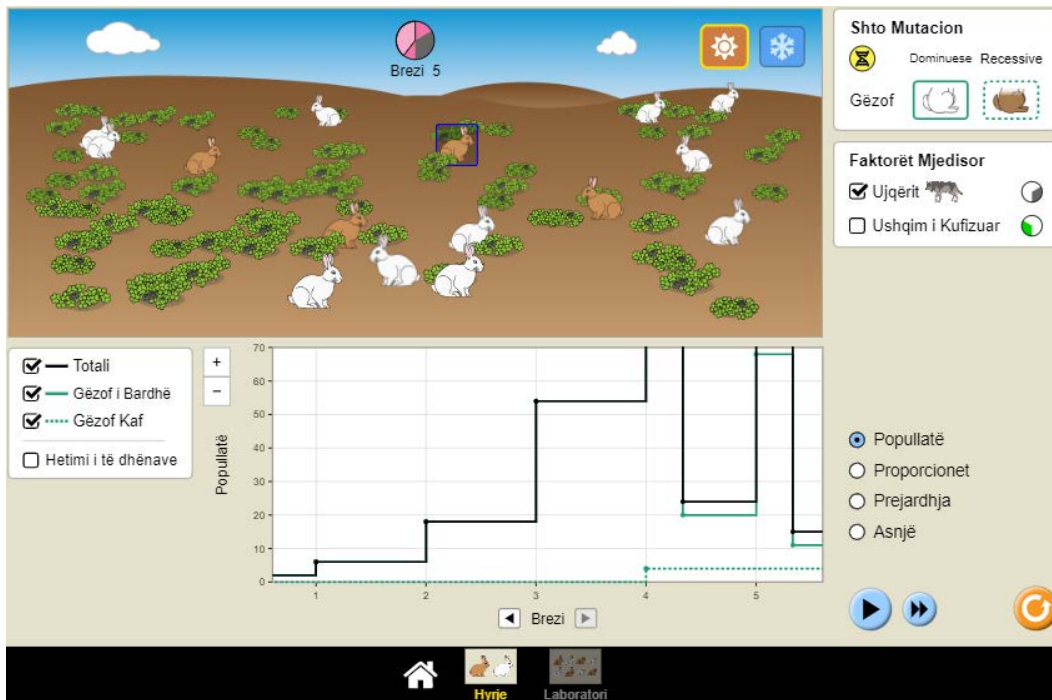 Brezi 5
Shto Mutacion
Dominuese Recessive
Gëzof
Faktorët Mjedisor
Ujqërit
Ushqim i Kufizuar
Totali
Gëzof i Bardhë
Gëzof Kaf
Hetimi i të dhënave
+
−
Popullatë
70
60
50
40
30
20
10
0
1 2 3 4 5
Brezi
Popullatë
Proporcionet
Prejardhja
Asnjë
Hyrje
Laboratori